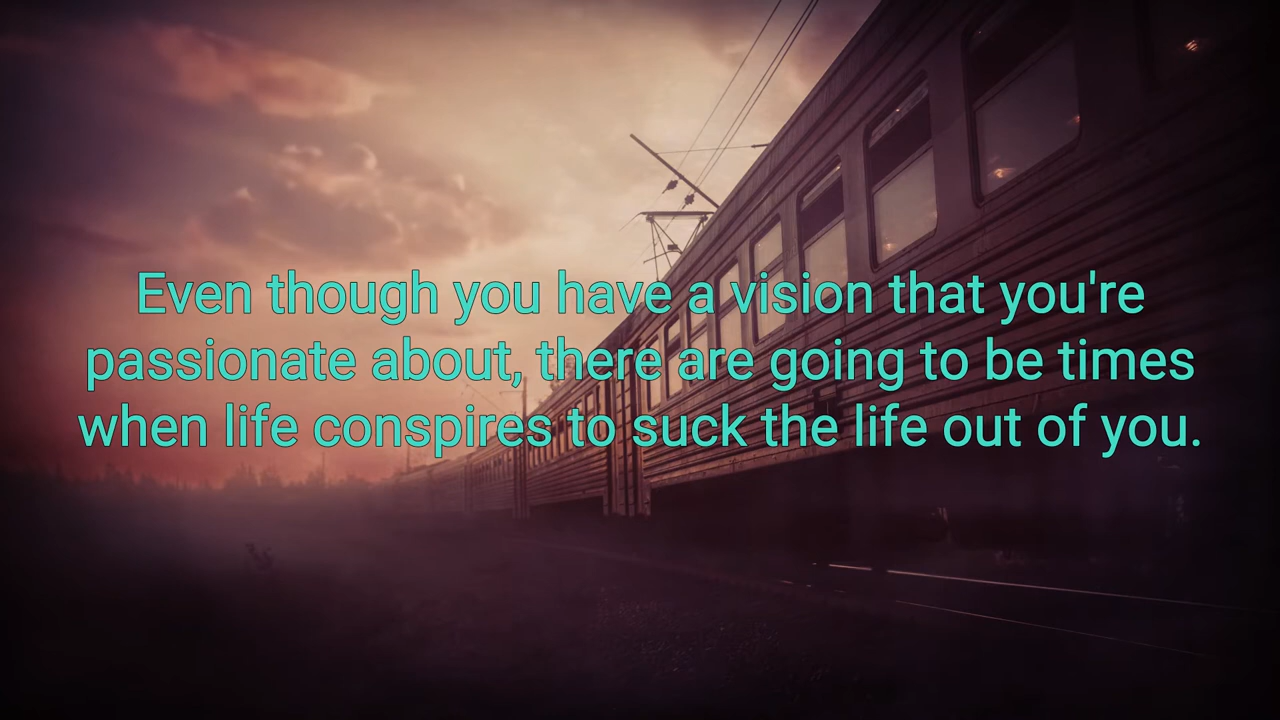 Even though you have a vision that you're
passionate about, there are going to be times
when life conspires to suck the life out of you.